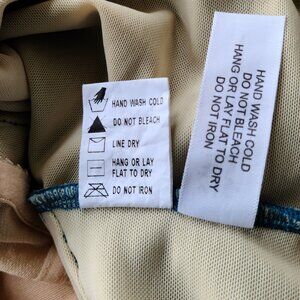 HAND WASH COLD
DO NOT BLEACH
LINE DRY
HANG OR LAY
FLAT TO DRY
DO NOT IRON
HAND WASH COLD
DO NOT BLEACH
HANG OR LAY FLAT TO DRY
DO NOT IRON